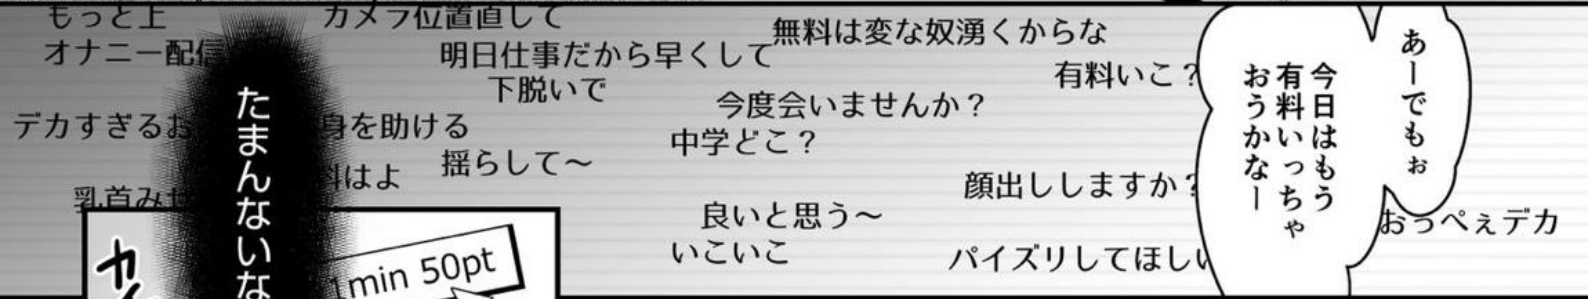 あーでもぉ
今日はもう
有料いっちゃ
おうかなー
おっぺぇデカ
無料は変な奴湧くからな
有料いこ？
今度会いませんか？
中学どこ？
顔出ししますか？
良いと思う〜
いこいこ
パイズリしてほしい
カメラ位置直して
明日仕事だから早くして
下脱いで
身を助ける
揺らして〜
はよ
たまんないな
もっと上
オナニー配信
デカすぎるお
乳首み
1min 50pt